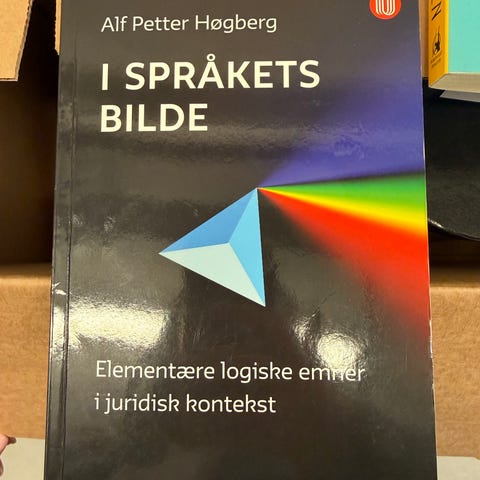 Alf Petter Høgberg
I SPRÅKETS
BILDE
Elementære logiske emner
i juridisk kontekst